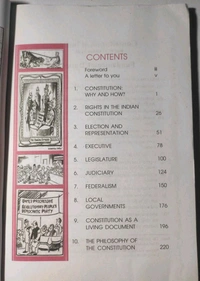 CONTENTS
Foreword iii
A letter to you v
1. CONSTITUTION:
WHY AND HOW? 1
2. RIGHTS IN THE INDIAN
CONSTITUTION 26
3. ELECTION AND
REPRESENTATION 51
4. EXECUTIVE 78
5. LEGISLATURE 100
6. JUDICIARY 124
7. FEDERALISM 150
8. LOCAL
GOVERNMENTS 176
9. CONSTITUTION AS A
LIVING DOCUMENT 196
10. THE PHILOSOPHY OF
THE CONSTITUTION 220